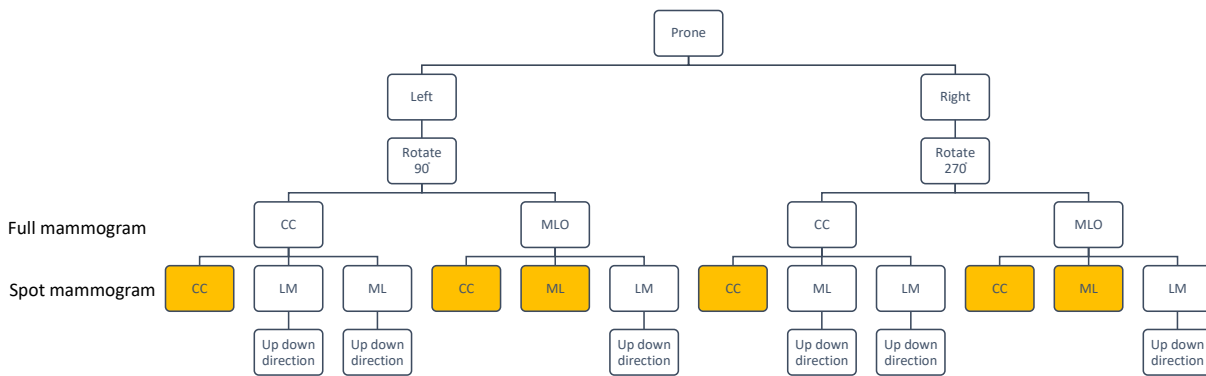 Prone
Left
Right
Rotate
90°
Rotate
270°
Full mammogram
CC
MLO
CC
MLO
Spot mammogram
CC
LM
ML
CC
ML
LM
CC
ML
LM
CC
ML
LM
Up down
direction
Up down
direction
Up down
direction
Up down
direction
Up down
direction
Up down
direction